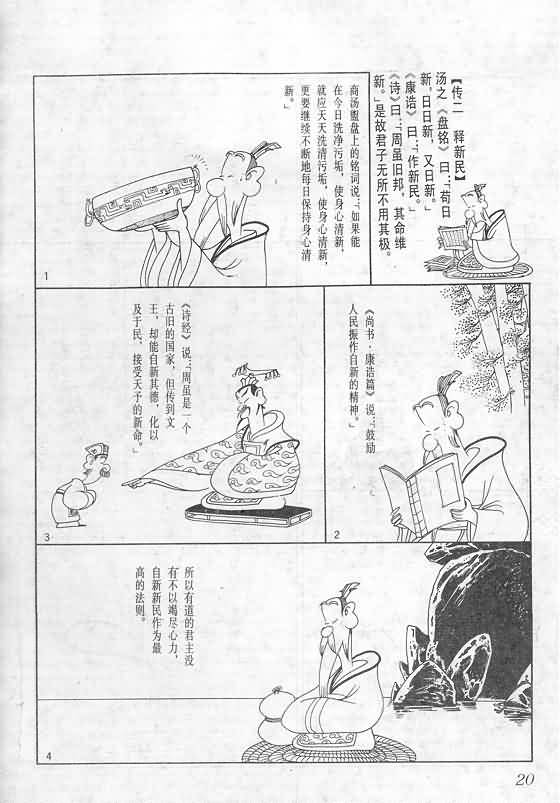 【传二 释新民】
汤之《盘铭》曰：「苟日
新，日日新，又日新。」
《康诰》曰：「作新民。」
《诗》曰：「周虽旧邦，其命维
新。」是故君子无所不用其极。
商汤盥盘上的铭词说：「如果能
在今日洗净污垢，使身心清新，
就应天天洗清污垢，使身心清新，
更要继续不断地每日保持身心清
新。
1
《尚书·康诰篇》说：「鼓励
人民振作自新的精神。」
2
《诗经》说：「周虽是一个
古旧的国家，但传到文
王，却能自新其德，化以
及于民，接受天予的新命。」
3
所以有道的君主没
有不以竭尽心力，
自新新民作为最
高的法则。
4
20